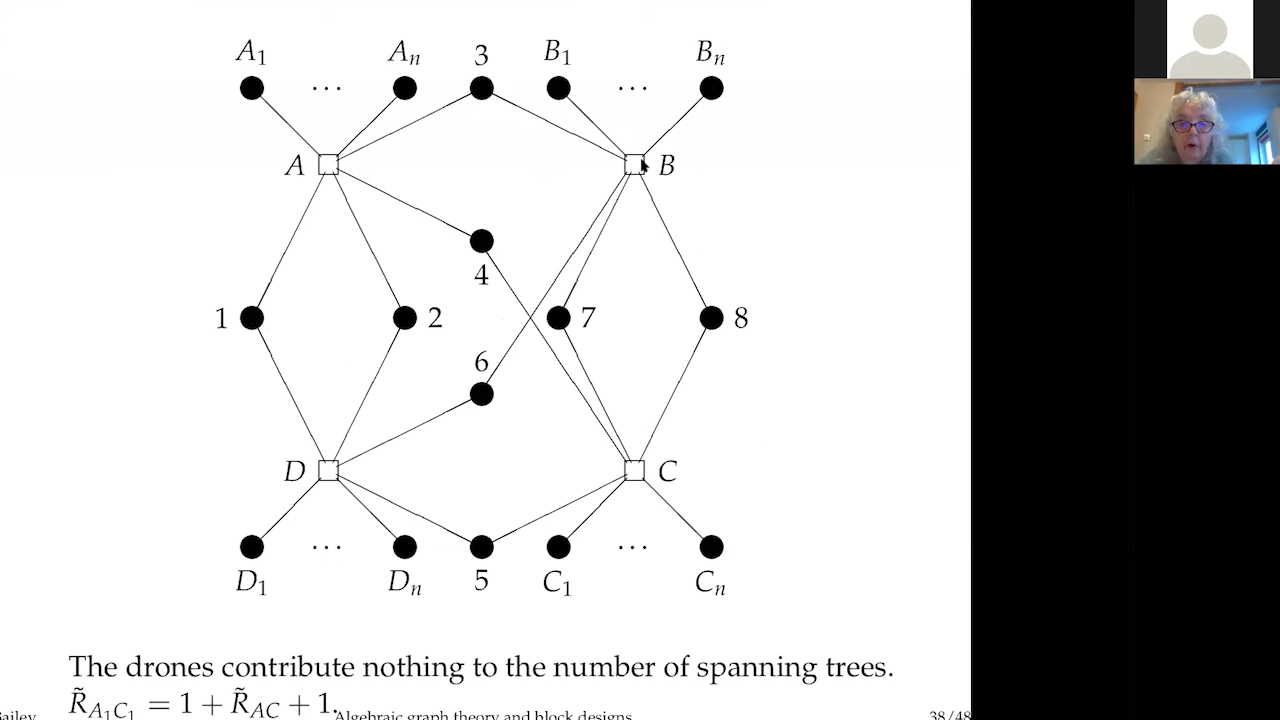 A₁ ⋯ Aₙ 3 B₁ ⋯ Bₙ
A B
4
1 2 7 8
6
D C
D₁ ⋯ Dₙ 5 C₁ ⋯ Cₙ
The drones contribute nothing to the number of spanning trees.
R̃_{A₁C₁} = 1 + R̃_{AC} + 1.
ailey Algebraic graph theory and block designs 38/48